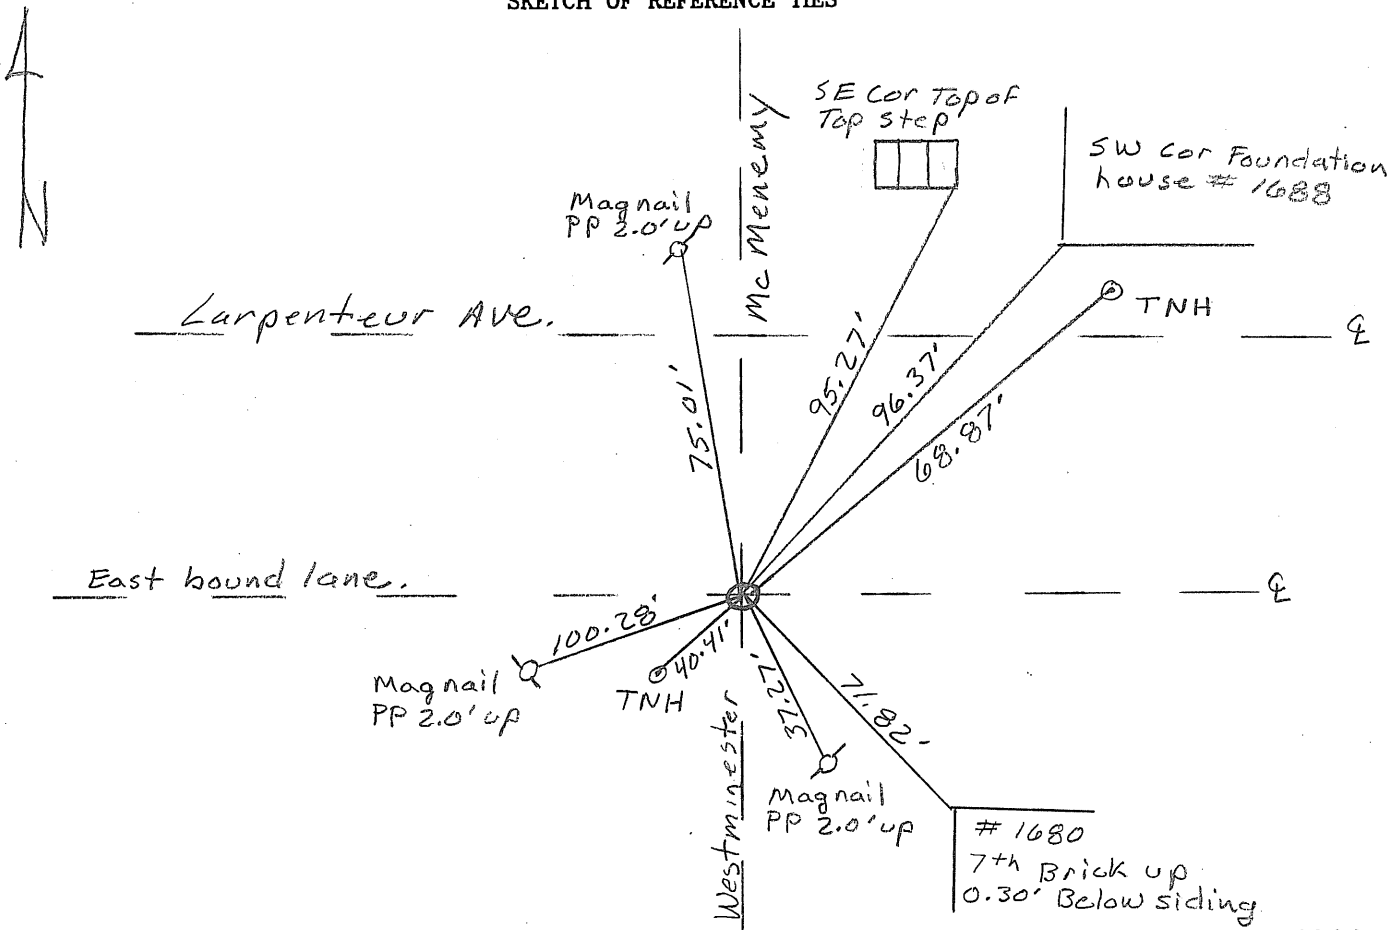 SKETCH OF REFERENCE TIES
N
SE Cor Top of
Top step
Mc Menemy
SW Cor Foundation
house # 1688
Magnail
PP 2.0' up
TNH
Larpenteur Ave.
℄
95.27'
96.37'
75.01'
68.87'
East bound lane.
℄
100.28'
40.41'
37.27'
71.82'
Magnail
PP 2.0' up
TNH
Westminester
Magnail
PP 2.0' up
# 1680
7th Brick up
0.30' Below siding